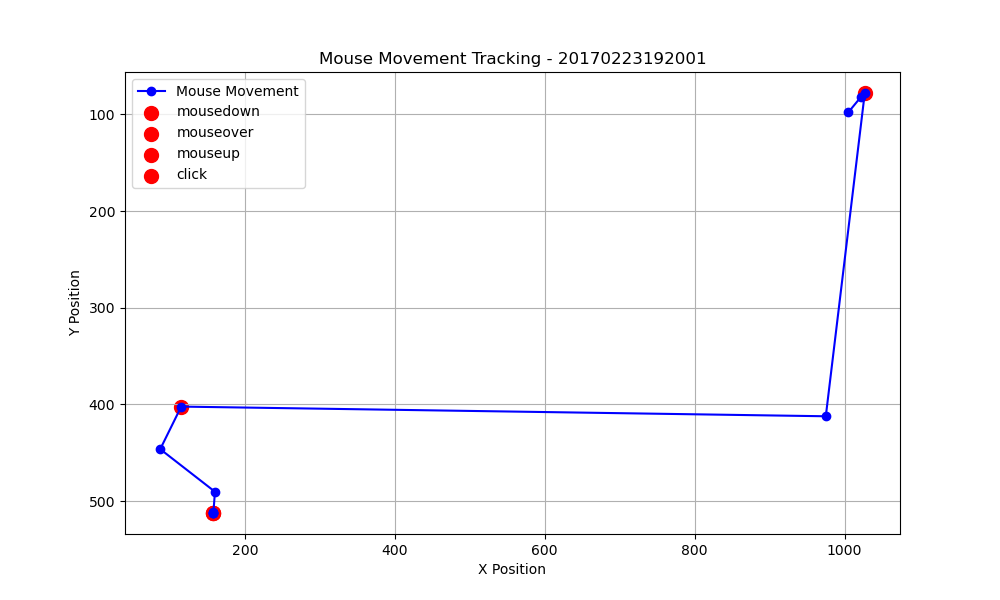 Mouse Movement Tracking - 20170223192001
Mouse Movement
mousedown
mouseover
mouseup
click
100
200
300
400
500
Y Position
200
400
600
800
1000
X Position